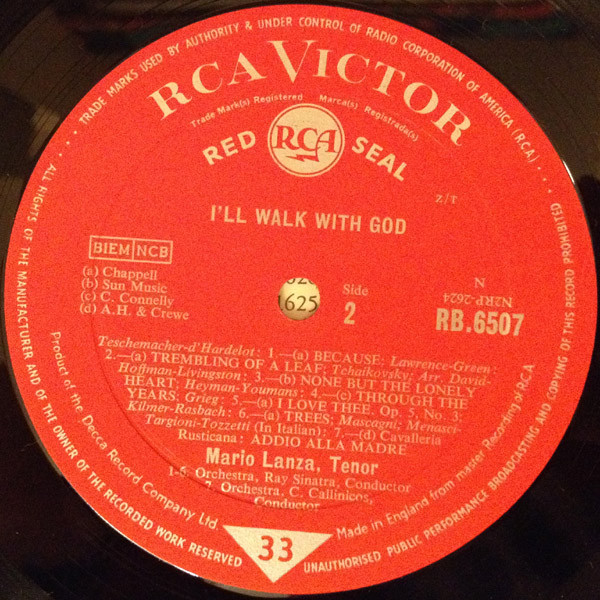 TRADE MARKS USED BY AUTHORITY & UNDER CONTROL OF RADIO CORPORATION OF AMERICA (RCA)....
RCA VICTOR
Trade Mark(s) Registered Marca(s) Registrada(s)
RED RCA SEAL
Z/T
I'LL WALK WITH GOD
BIEM NCB
(a) Chappell
(b) Sun Music
(c) C. Connelly
(d) A.H. & Crewe
1625
Side
2
N
N2RP-2624
RB.6507
Teschemacher-d'Hardelot: 1.—(a) BECAUSE; Lawrence-Green:
2.—(a) TREMBLING OF A LEAF; Tchaikovsky; Arr. David-
Hoffman-Livingston: 3.—(b) NONE BUT THE LONELY
HEART; Heyman-Youmans: 4.—(c) THROUGH THE
YEARS; Grieg: 5.—(a) I LOVE THEE, Op. 5, No. 3;
Kilmer-Rasbach: 6.—(a) TREES; Mascagni; Menasci-
Targioni-Tozzetti (In Italian): 7.—(d) Cavalleria
Rusticana: ADDIO ALLA MADRE
Mario Lanza, Tenor
1-6. Orchestra, Ray Sinatra, Conductor
7. Orchestra, C. Callinicos,
Conductor
Product of the Decca Record Company Ltd.
33
Made in England from master Recording of RCA
...ALL RIGHTS OF THE MANUFACTURER AND OF THE OWNER OF THE RECORDED WORK RESERVED
UNAUTHORISED PUBLIC PERFORMANCE BROADCASTING AND COPYING OF THIS RECORD PROHIBITED